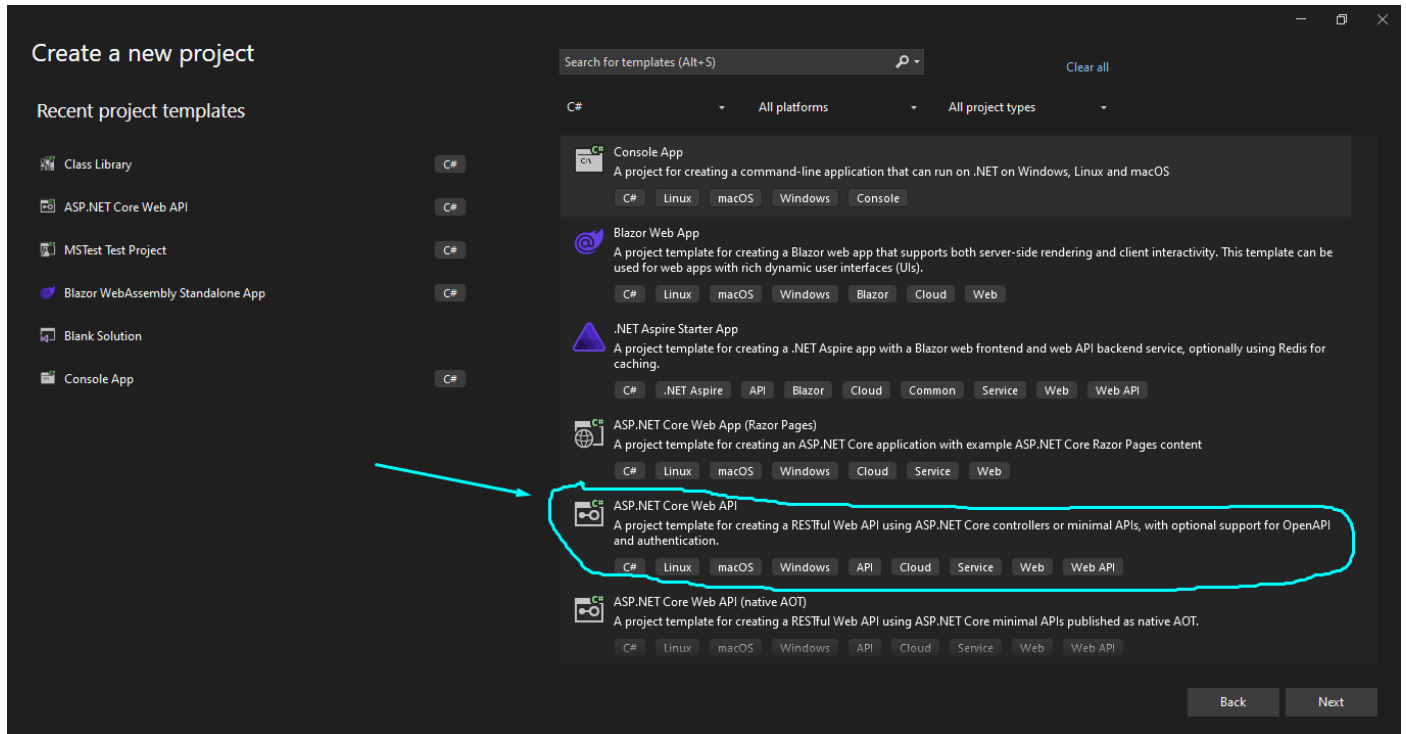 Create a new project
Recent project templates
Class Library C#
ASP.NET Core Web API C#
MSTest Test Project C#
Blazor WebAssembly Standalone App C#
Blank Solution
Console App C#
Search for templates (Alt+S)
Clear all
C# All platforms All project types
Console App
A project for creating a command-line application that can run on .NET on Windows, Linux and macOS
C# Linux macOS Windows Console
Blazor Web App
A project template for creating a Blazor web app that supports both server-side rendering and client interactivity. This template can be
used for web apps with rich dynamic user interfaces (UIs).
C# Linux macOS Windows Blazor Cloud Web
.NET Aspire Starter App
A project template for creating a .NET Aspire app with a Blazor web frontend and web API backend service, optionally using Redis for
caching.
C# .NET Aspire API Blazor Cloud Common Service Web Web API
ASP.NET Core Web App (Razor Pages)
A project template for creating an ASP.NET Core application with example ASP.NET Core Razor Pages content
C# Linux macOS Windows Cloud Service Web
ASP.NET Core Web API
A project template for creating a RESTful Web API using ASP.NET Core controllers or minimal APIs, with optional support for OpenAPI
and authentication.
C# Linux macOS Windows API Cloud Service Web Web API
ASP.NET Core Web API (native AOT)
A project template for creating a RESTful Web API using ASP.NET Core minimal APIs published as native AOT.
C# Linux macOS Windows API Cloud Service Web Web API
Back Next